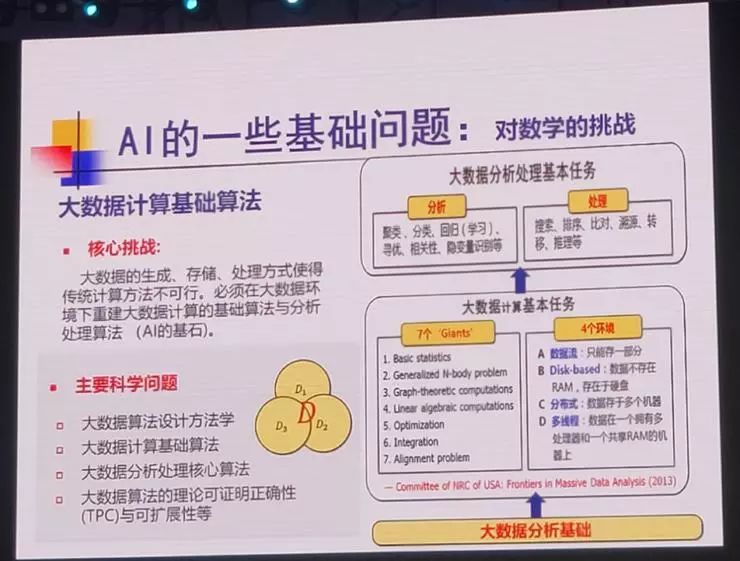 AI的一些基础问题：对数学的挑战
大数据计算基础算法
核心挑战:
大数据的生成、存储、处理方式使得
传统计算方法不可行。必须在大数据环
境下重建大数据计算的基础算法与分析
处理算法 （AI的基石)。
主要科学问题
大数据算法设计方法学
大数据计算基础算法
大数据分析处理核心算法
大数据算法的理论可证明正确性
(TPC)与可扩展性等
D1
D
D3
D2
大数据分析处理基本任务
分析
聚类、分类、回归(学习)、
寻优、相关性、隐变量识别等
处理
搜索、排序、比对、溯源、转
移、推理等
大数据计算基本任务
7个‘Giants’
1. Basic statistics
2. Generalized N-body problem
3. Graph-theoretic computations
4. Linear algebraic computations
5. Optimization
6. Integration
7. Alignment problem
4个环境
A 数据流：只能存一部分
B Disk-based：数据不存在
RAM，存在于硬盘
C 分布式：数据存于多个机器
D 多线程：数据在一个拥有多
处理器和一个共享RAM的机
器上
— Committee of NRC of USA: Frontiers in Massive Data Analysis (2013)
大数据分析基础